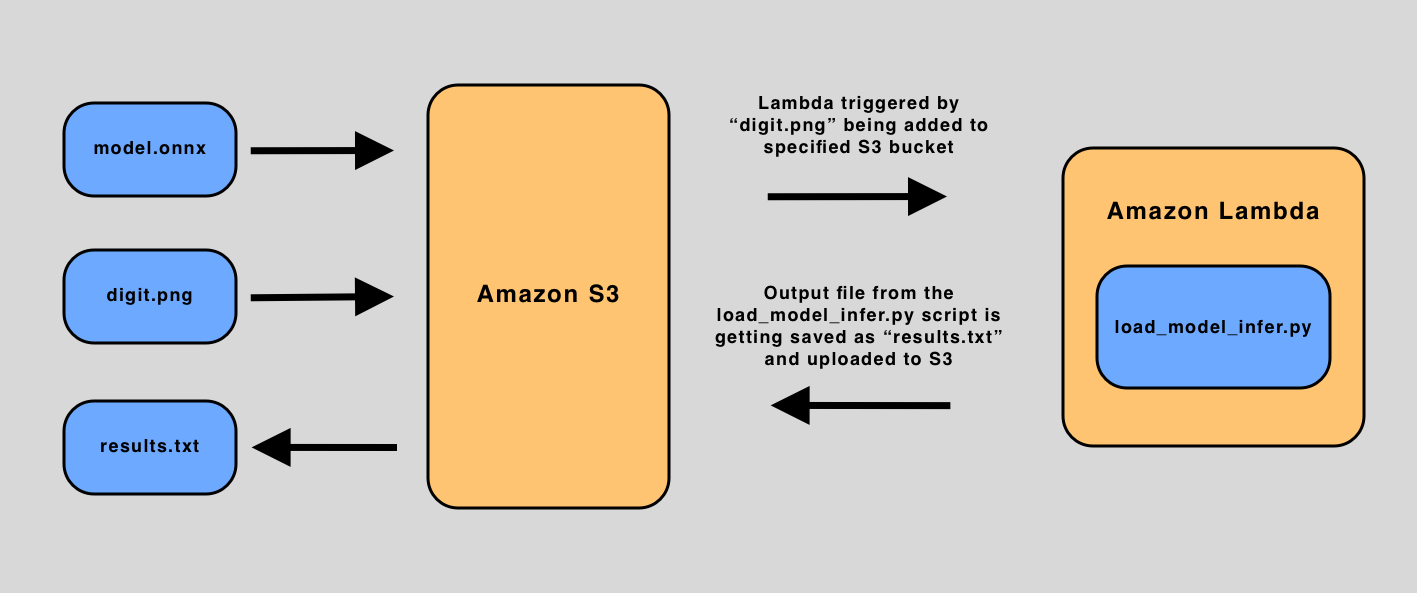 model.onnx
digit.png
results.txt
Amazon S3
Lambda triggered by
“digit.png” being added to
specified S3 bucket
Output file from the
load_model_infer.py script is
getting saved as “results.txt”
and uploaded to S3
Amazon Lambda
load_model_infer.py